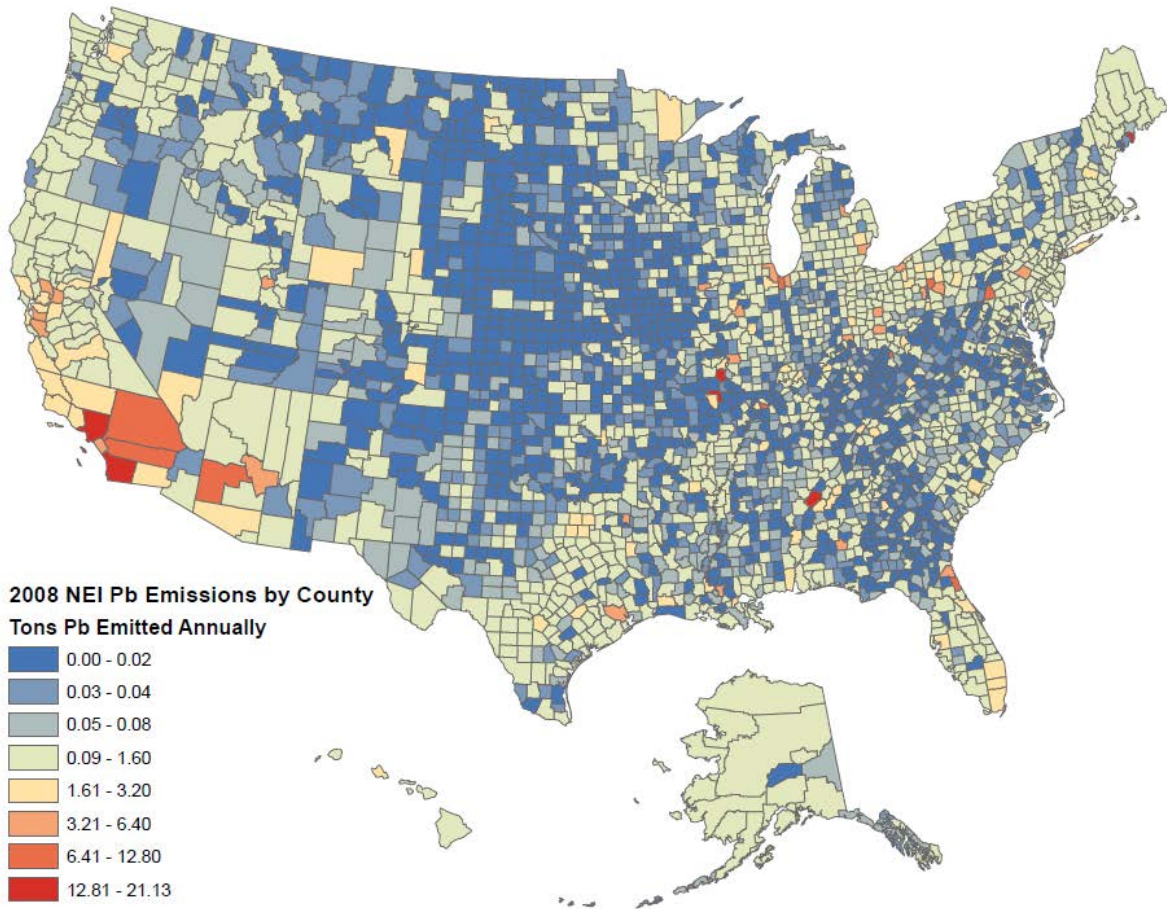 2008 NEI Pb Emissions by County
Tons Pb Emitted Annually
0.00 - 0.02
0.03 - 0.04
0.05 - 0.08
0.09 - 1.60
1.61 - 3.20
3.21 - 6.40
6.41 - 12.80
12.81 - 21.13